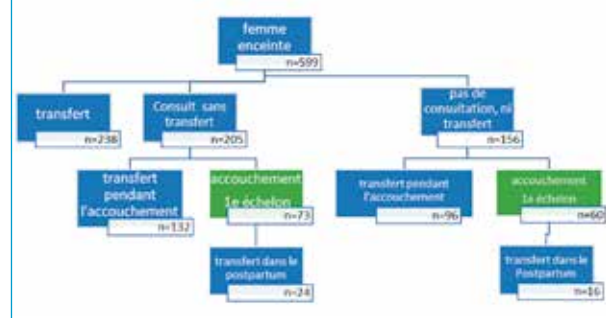 femme
enceinte
n=599
transfert
n=238
Consult sans
transfert
n=205
pas de
consultation, ni
transfert
n=156
transfert
pendant
l'accouchement
n=132
accouchement
1e échelon
n=73
transfert pendant
l'accouchement
n=96
accouchement
1e échelon
n=60
transfert dans le
postpartum
n=24
transfert dans le
Postpartum
n=16